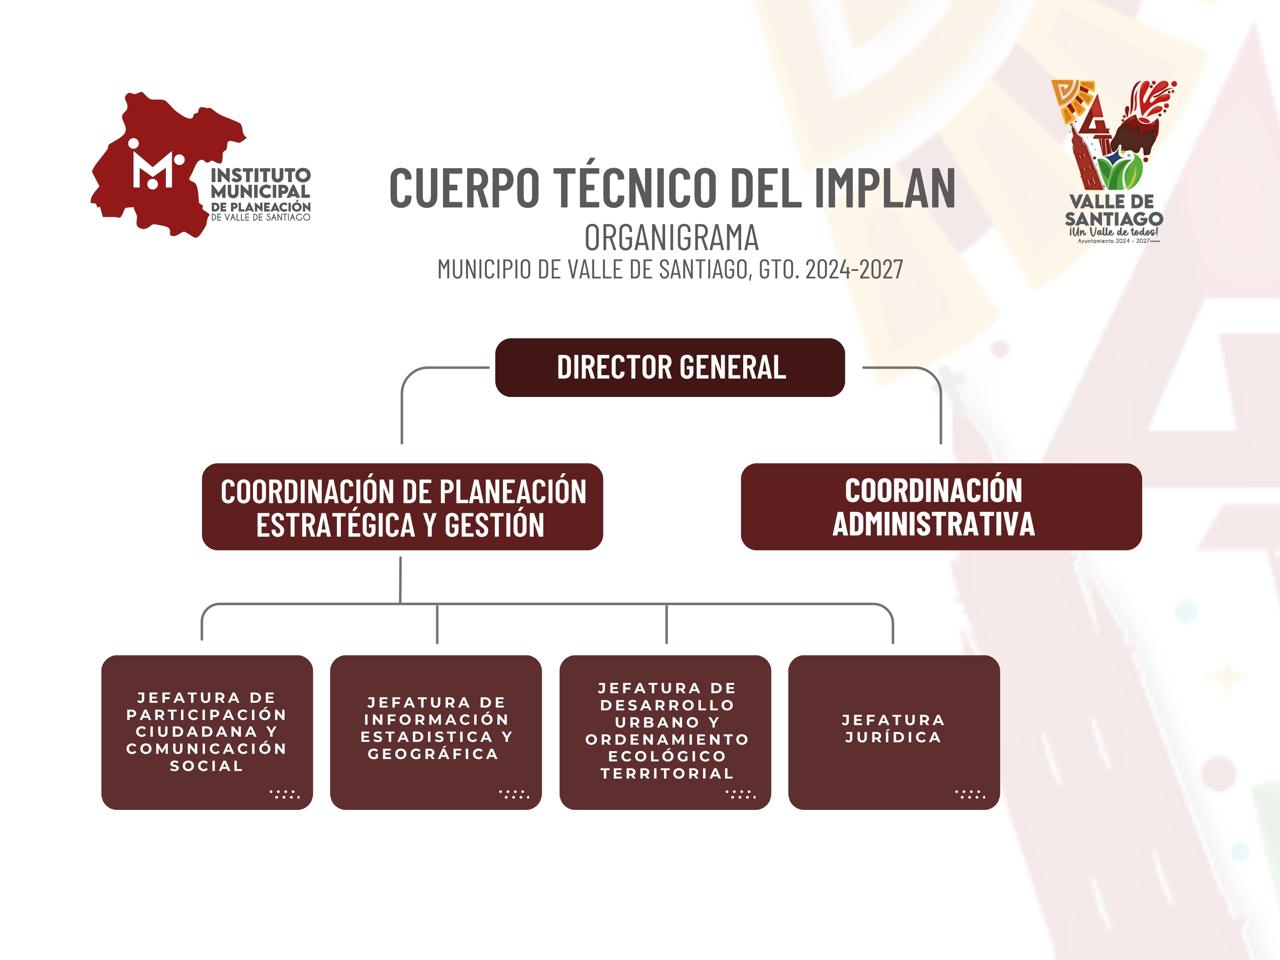 INSTITUTO
MUNICIPAL
DE PLANEACIÓN
DE VALLE DE SANTIAGO
CUERPO TÉCNICO DEL IMPLAN
ORGANIGRAMA
MUNICIPIO DE VALLE DE SANTIAGO, GTO. 2024-2027
VALLE DE
SANTIAGO
¡Un Valle de todos!
Ayuntamiento 2024 - 2027
DIRECTOR GENERAL
COORDINACIÓN DE PLANEACIÓN
ESTRATÉGICA Y GESTIÓN
COORDINACIÓN
ADMINISTRATIVA
JEFATURA DE
PARTICIPACIÓN
CIUDADANA Y
COMUNICACIÓN
SOCIAL
JEFATURA DE
INFORMACIÓN
ESTADISTICA Y
GEOGRÁFICA
JEFATURA DE
DESARROLLO
URBANO Y
ORDENAMIENTO
ECOLÓGICO
TERRITORIAL
JEFATURA
JURÍDICA